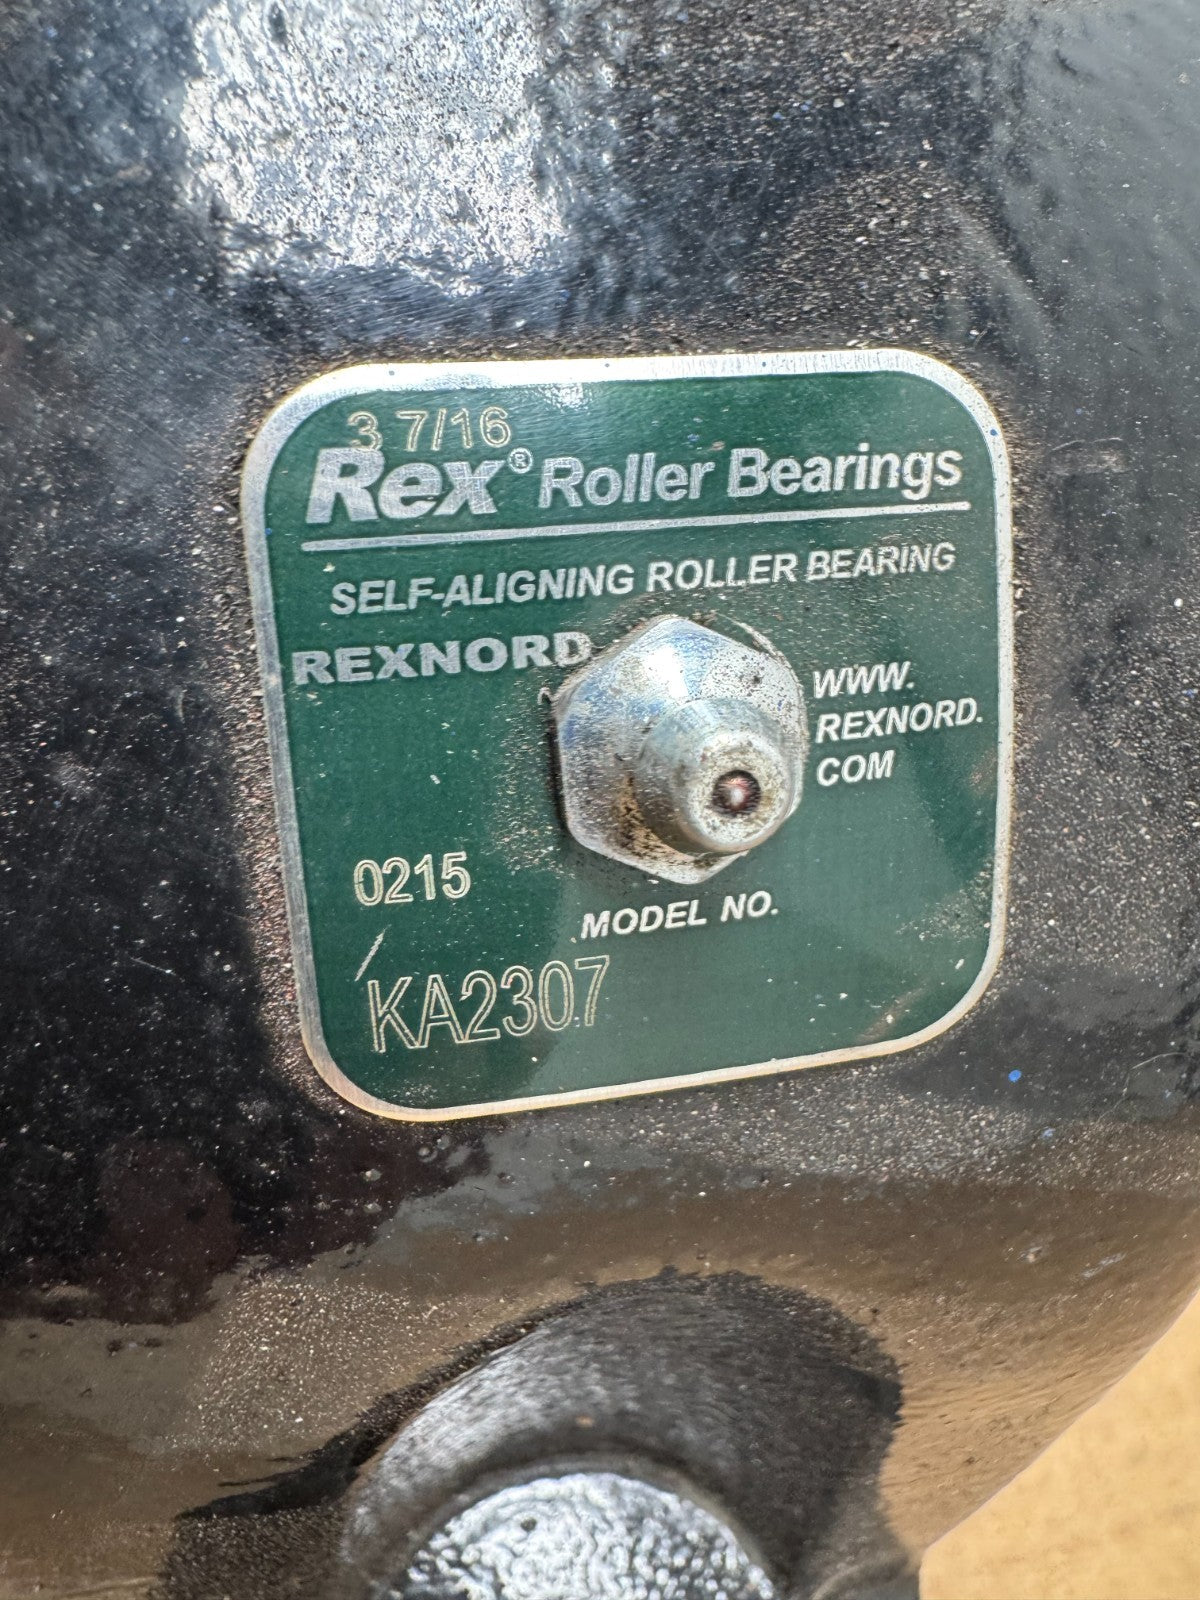 3 7/16
Rex® Roller Bearings
SELF-ALIGNING ROLLER BEARING
REXNORD
WWW.
REXNORD.
COM
0215
MODEL NO.
/
KA2307